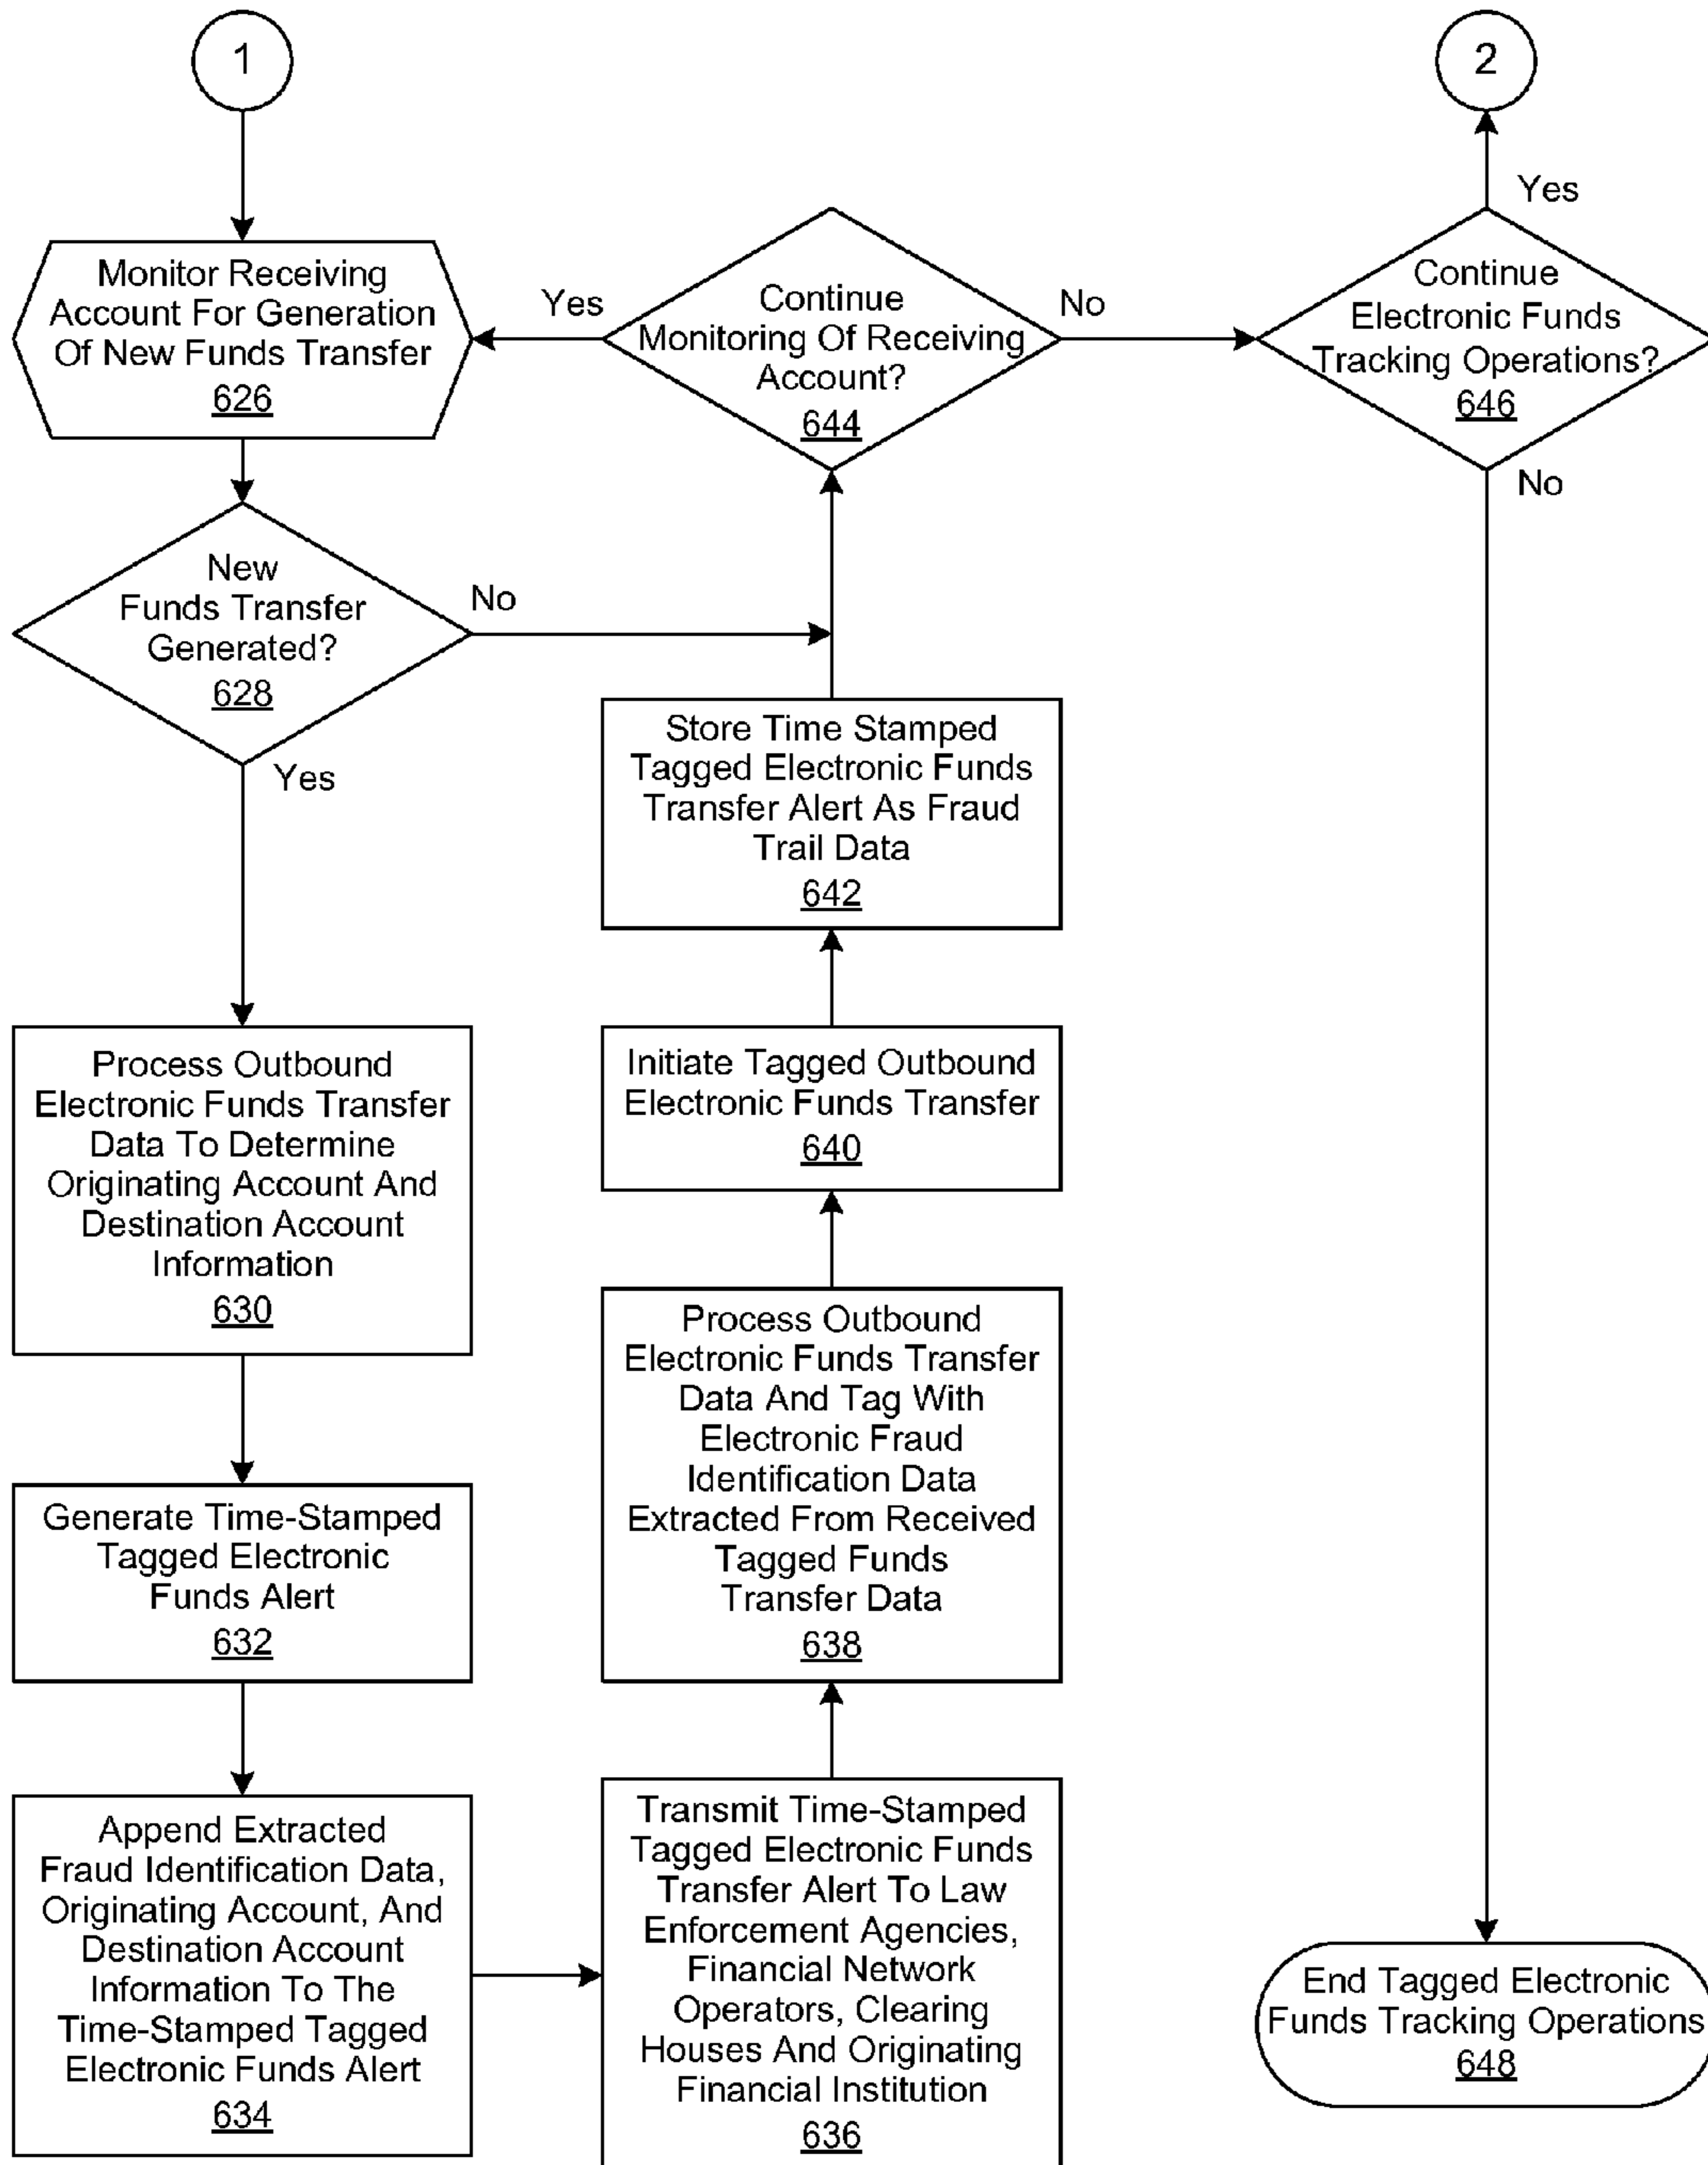 1
Monitor Receiving
Account For Generation
Of New Funds Transfer
626
New
Funds Transfer
Generated?
628
No
Yes
Process Outbound
Electronic Funds Transfer
Data To Determine
Originating Account And
Destination Account
Information
630
Generate Time-Stamped
Tagged Electronic
Funds Alert
632
Append Extracted
Fraud Identification Data,
Originating Account, And
Destination Account
Information To The
Time-Stamped Tagged
Electronic Funds Alert
634
Transmit Time-Stamped
Tagged Electronic Funds
Transfer Alert To Law
Enforcement Agencies,
Financial Network
Operators, Clearing
Houses And Originating
Financial Institution
636
Process Outbound
Electronic Funds Transfer
Data And Tag With
Electronic Fraud
Identification Data
Extracted From Received
Tagged Funds
Transfer Data
638
Initiate Tagged Outbound
Electronic Funds Transfer
640
Store Time Stamped
Tagged Electronic Funds
Transfer Alert As Fraud
Trail Data
642
Continue
Monitoring Of Receiving
Account?
644
Yes
No
Continue
Electronic Funds
Tracking Operations?
646
Yes
2
No
End Tagged Electronic
Funds Tracking Operations
648